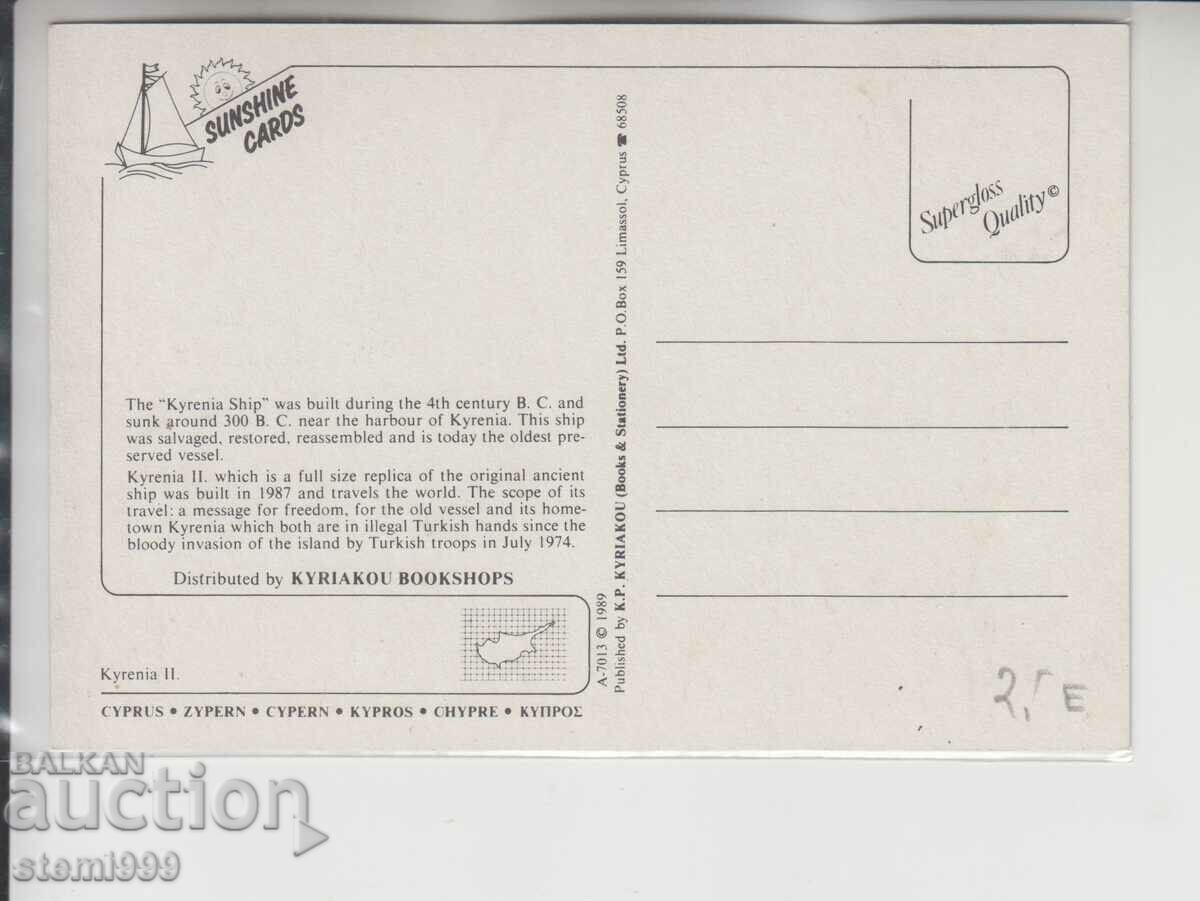 SUNSHINE
CARDS
Supergloss
Quality©
The “Kyrenia Ship” was built during the 4th century B. C. and
sunk around 300 B. C. near the harbour of Kyrenia. This ship
was salvaged, restored, reassembled and is today the oldest pre-
served vessel.
Kyrenia II. which is a full size replica of the original ancient
ship was built in 1987 and travels the world. The scope of its
travel: a message for freedom, for the old vessel and its home-
town Kyrenia which both are in illegal Turkish hands since the
bloody invasion of the island by Turkish troops in July 1974.
Distributed by KYRIAKOU BOOKSHOPS
Kyrenia II.
CYPRUS • ZYPERN • CYPERN • KYPROS • CHYPRE • ΚΥΠΡΟΣ
A-7013 © 1989
Published by K.P. KYRIAKOU (Books & Stationery) Ltd. P.O.Box 159 Limassol, Cyprus ☎ 68508
E
BALKAN
auction
stemi999